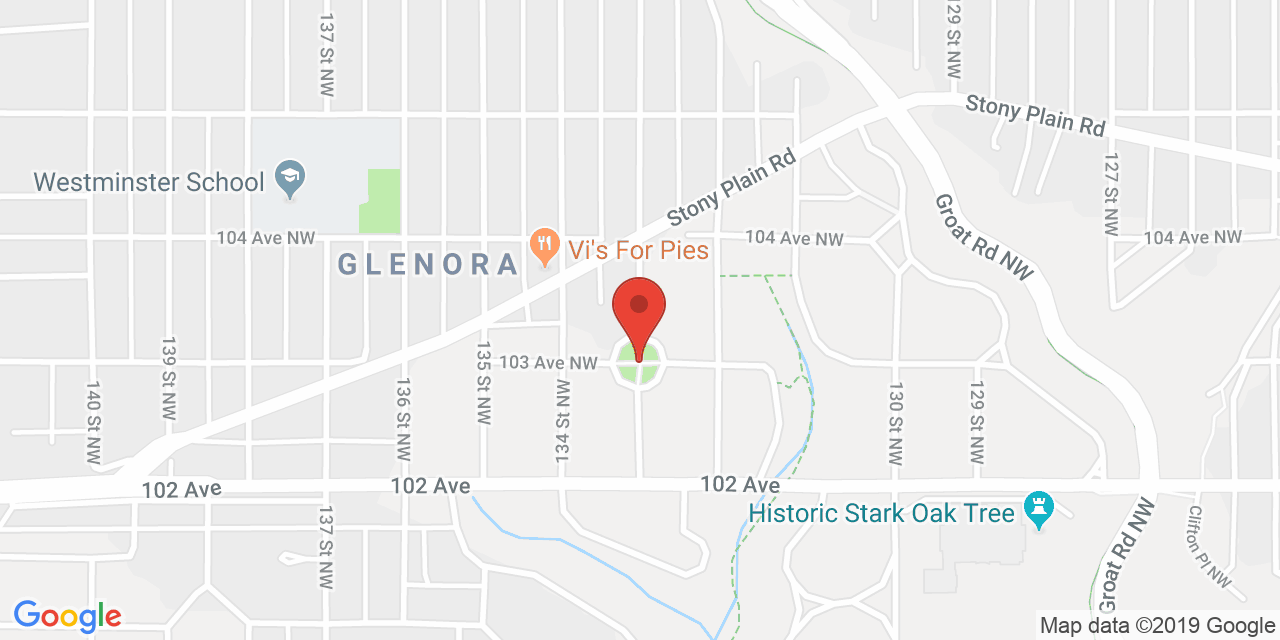 137 St NW
129 St NW
Stony Plain Rd
Stony Plain Rd
Westminster School
127 St NW
104 Ave NW
Vi's For Pies
104 Ave NW
Groat Rd NW
104 Ave NW
GLENORA
139 St NW
140 St NW
136 St NW
135 St NW
103 Ave NW
134 St NW
130 St NW
129 St NW
102 Ave
102 Ave
102 Ave
137 St NW
Historic Stark Oak Tree
Groat Rd NW
Clifton Pl NW
Google
Map data ©2019 Google